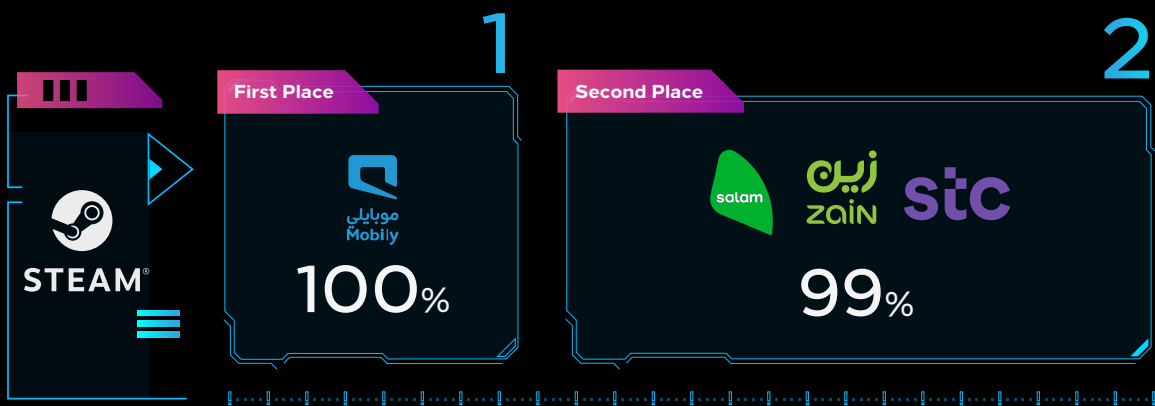 1
2
First Place
Second Place
STEAM®
موبايلي
Mobily
100%
salam
زين
zain
stc
99%